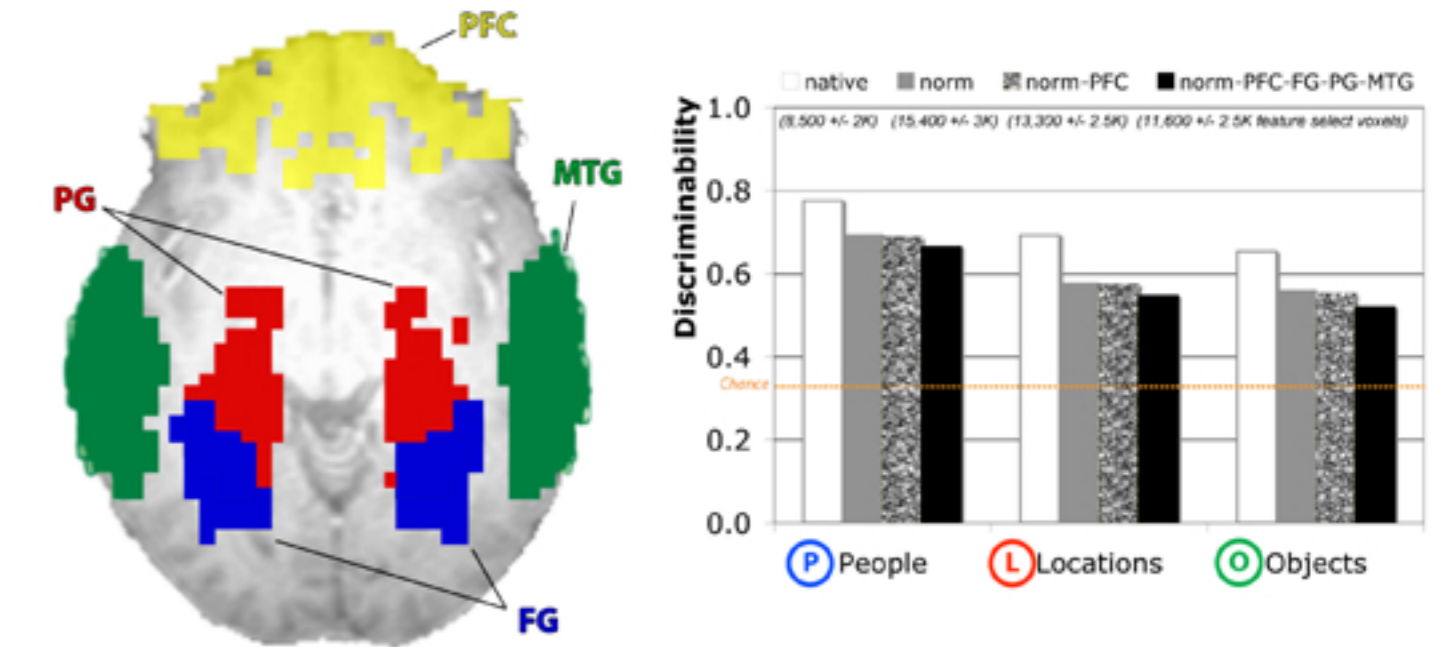 PFC
MTG
PG
FG
native norm norm-PFC norm-PFC-FG-PG-MTG
Discriminability
1.0
(8,500 +/- 2K) (15,400 +/- 3K) (13,300 +/- 2.5K) (11,600 +/- 2.5K feature select voxels)
0.8
0.6
0.4
Chance
0.2
0.0
P People L Locations O Objects